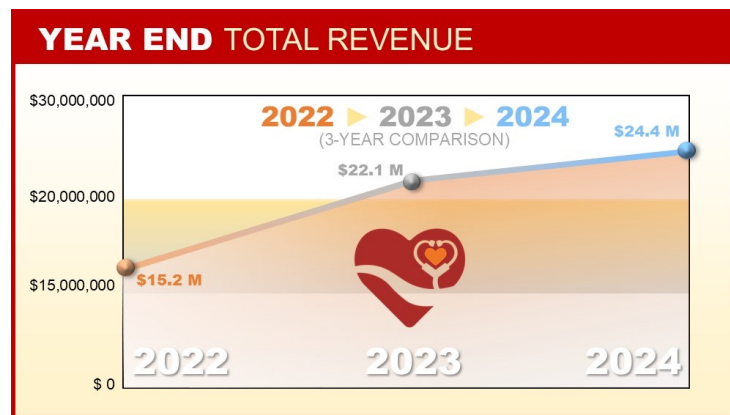 YEAR END TOTAL REVENUE
$30,000,000
2022 2023 2024
(3-YEAR COMPARISON)
$24.4 M
$22.1 M
$20,000,000
$15.2 M
$15,000,000
2022 2023 2024
$ 0